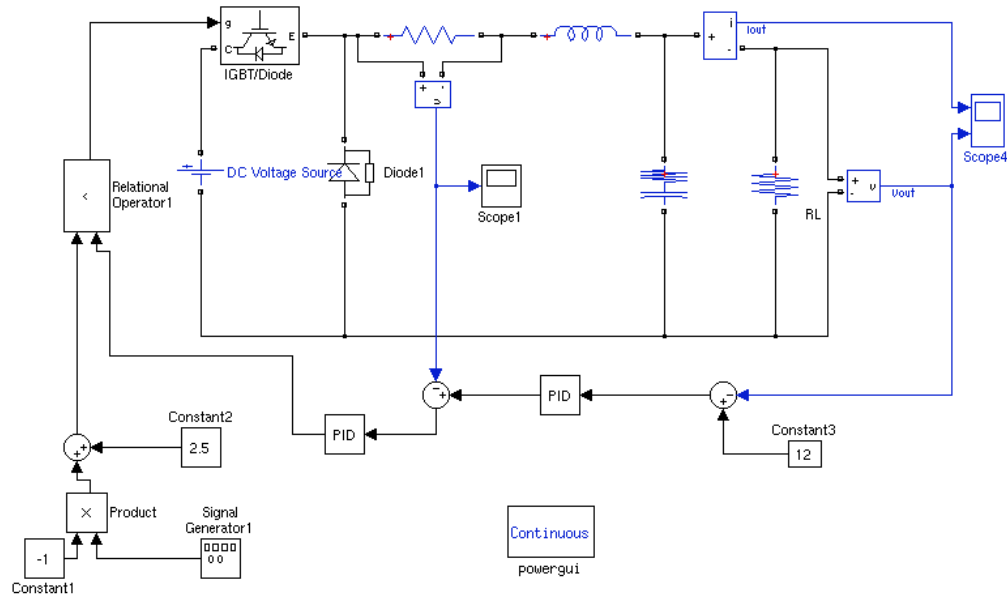 g
C
E
IGBT/Diode
+
-
i
Iout
+
-
v
Scope4
Relational
Operator1
<
DC Voltage Source
Diode1
Scope1
RL
+
-
v
Vout
PID
PID
Constant2
2.5
Constant3
12
Product
×
Signal
Generator1
-1
Constant1
Continuous
powergui